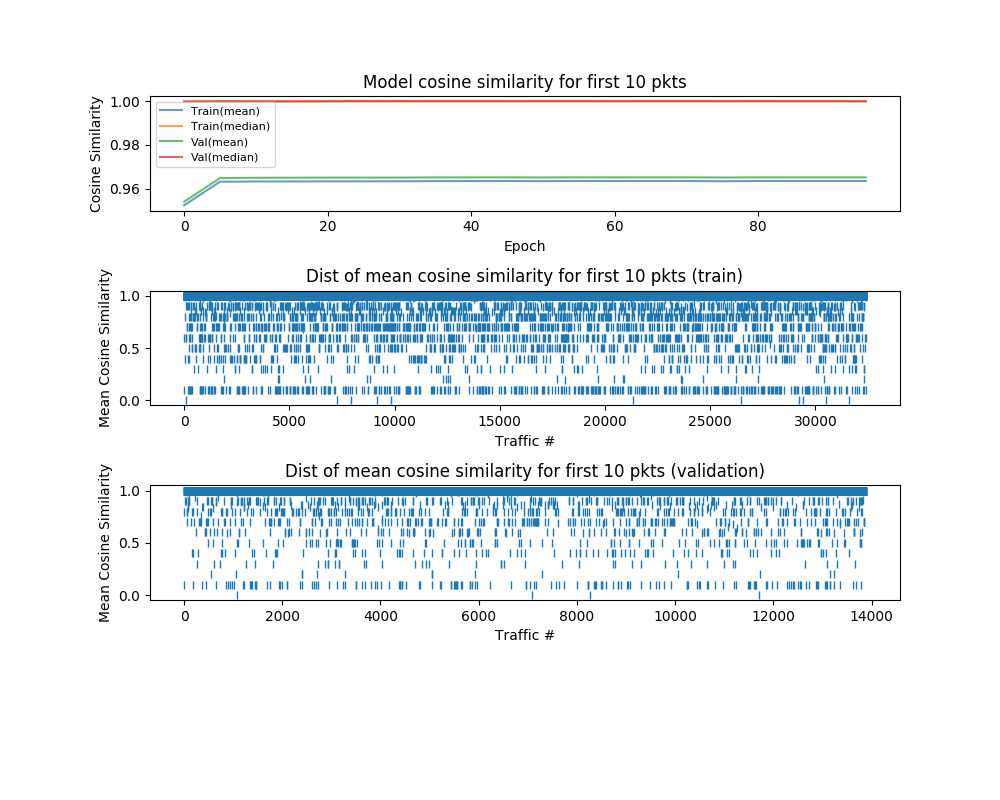 Model cosine similarity for first 10 pkts
Cosine Similarity
1.00
0.98
0.96
Train(mean)
Train(median)
Val(mean)
Val(median)
0 20 40 60 80
Epoch
Dist of mean cosine similarity for first 10 pkts (train)
Mean Cosine Similarity
1.0
0.5
0.0
0 5000 10000 15000 20000 25000 30000
Traffic #
Dist of mean cosine similarity for first 10 pkts (validation)
Mean Cosine Similarity
1.0
0.5
0.0
0 2000 4000 6000 8000 10000 12000 14000
Traffic #